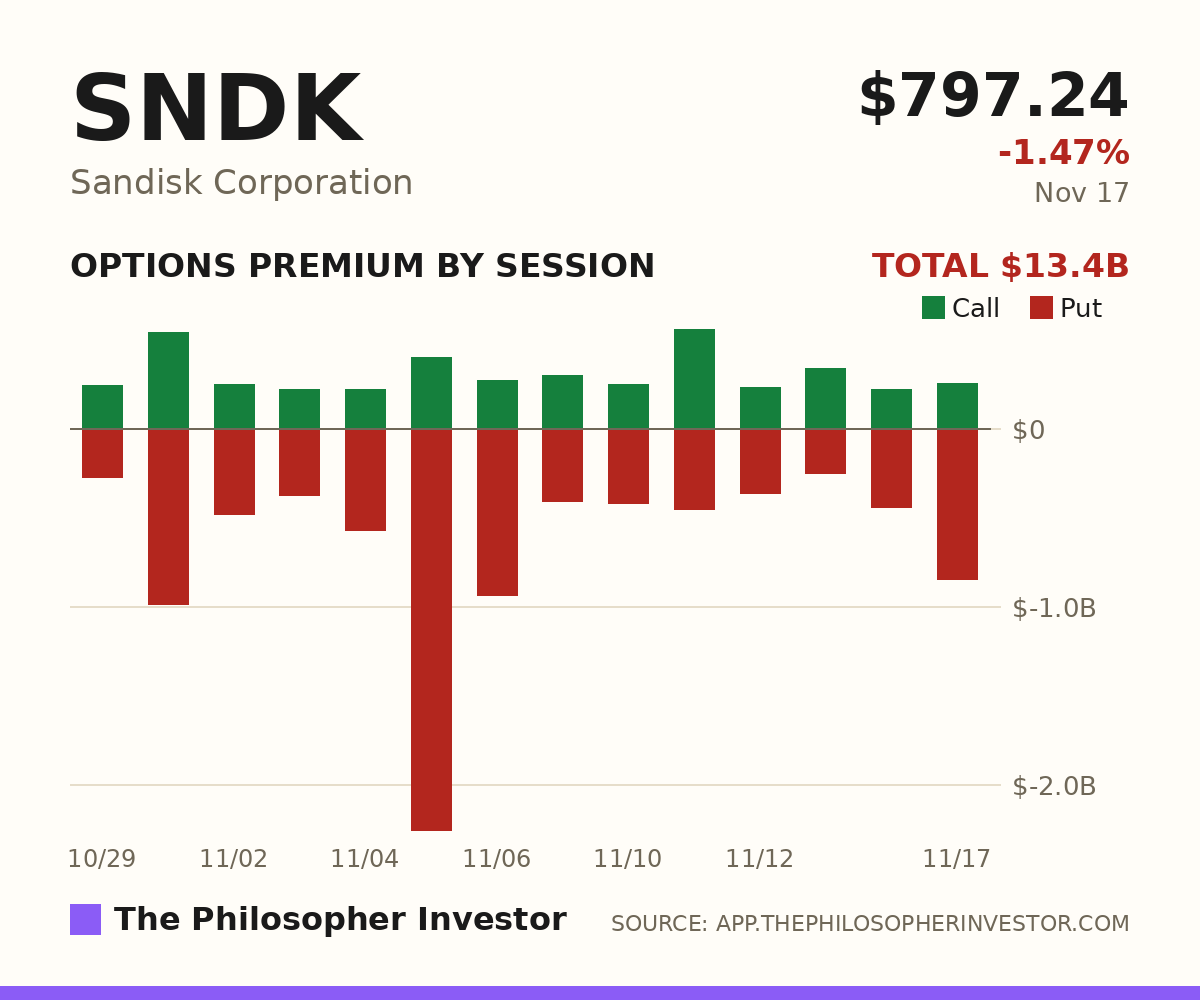 SNDK
$797.24
-1.47%
Sandisk Corporation
Nov 17
OPTIONS PREMIUM BY SESSION
TOTAL $13.4B
Call
Put
$0
$-1.0B
$-2.0B
10/29 11/02 11/04 11/06 11/10 11/12 11/17
The Philosopher Investor
SOURCE: APP.THEPHILOSOPHERINVESTOR.COM